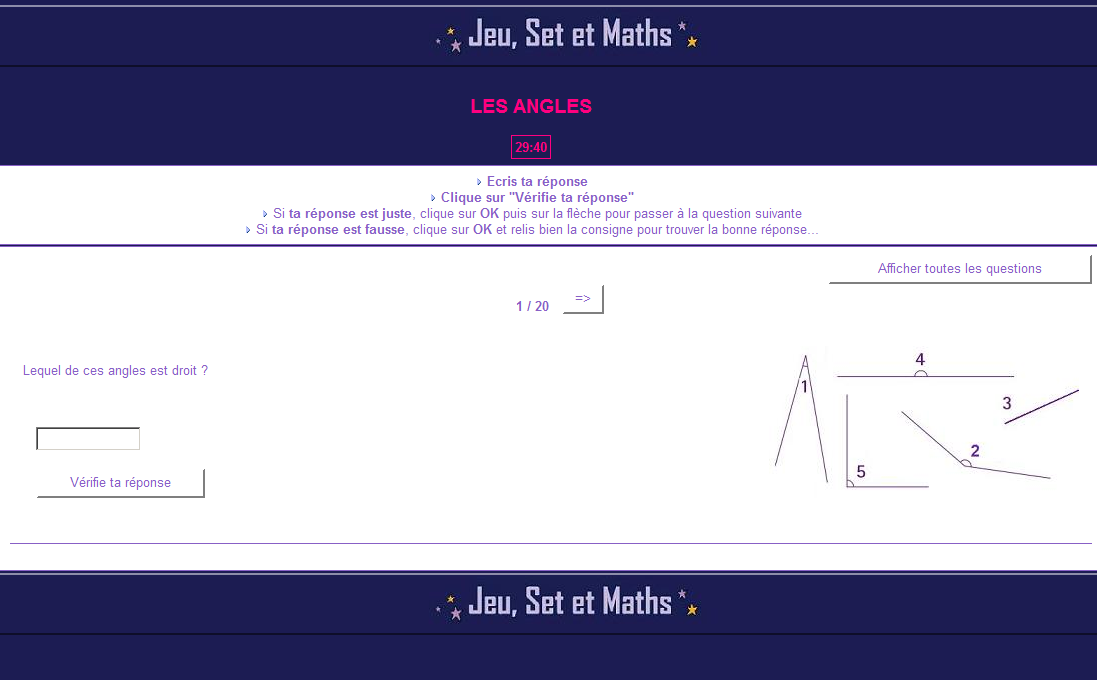 Jeu, Set et Maths
LES ANGLES
29:40
Ecris ta réponse
Clique sur "Vérifie ta réponse"
Si ta réponse est juste, clique sur OK puis sur la flèche pour passer à la question suivante
Si ta réponse est fausse, clique sur OK et relis bien la consigne pour trouver la bonne réponse...
Afficher toutes les questions
1 / 20 =>
Lequel de ces angles est droit ?
4
1
3
2
5
Vérifie ta réponse
Jeu, Set et Maths